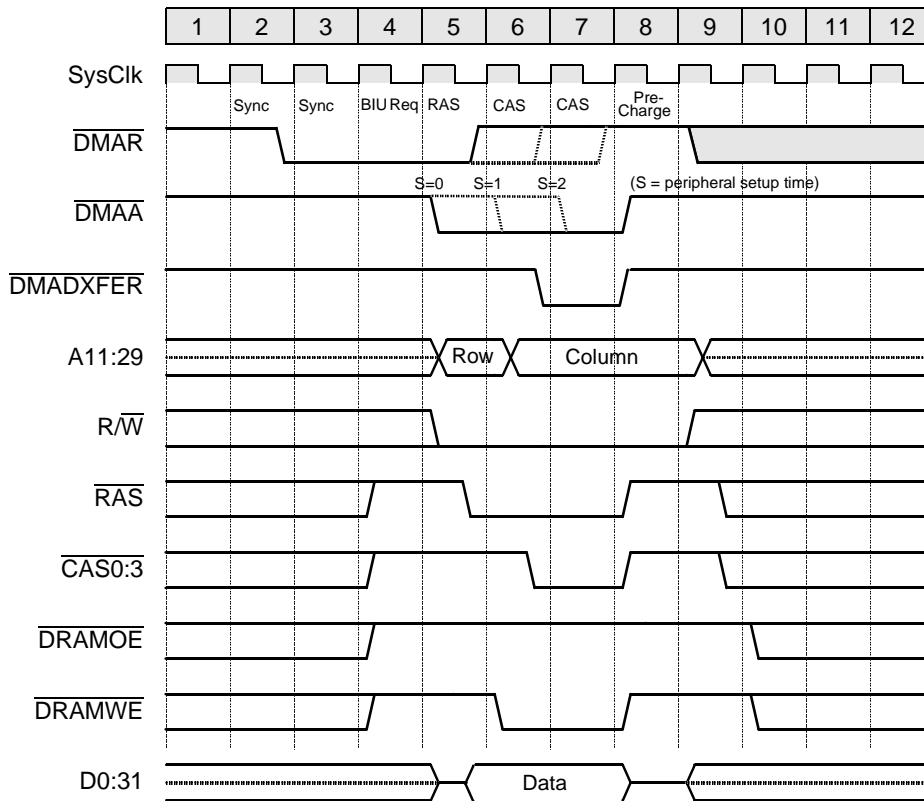 1 2 3 4 5 6 7 8 9 10 11 12
SysClk
Sync Sync BIU Req RAS CAS CAS Pre-
Charge
DMAR
S=0 S=1 S=2 (S = peripheral setup time)
DMAA
DMADXFER
A11:29 Row Column
R/W
RAS
CAS0:3
DRAMOE
DRAMWE
D0:31 Data